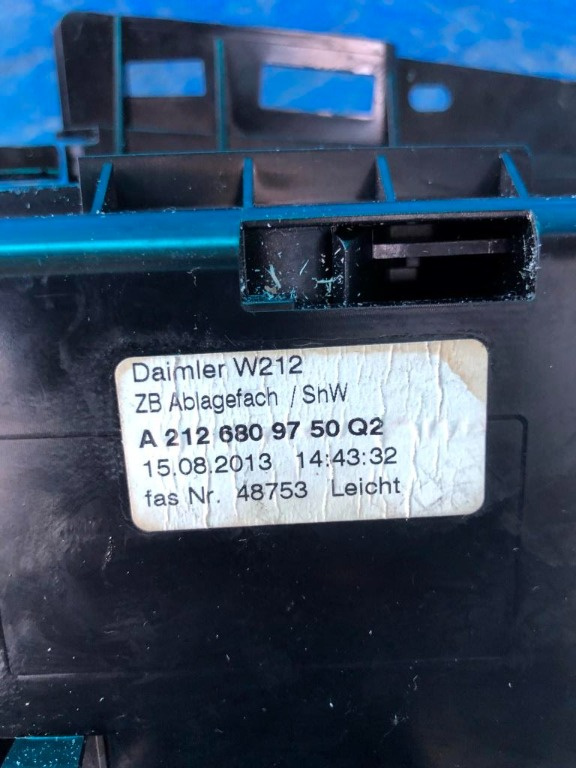 Daimler W212
ZB Ablagefach / ShW
A 212 680 97 50 Q2
15.08.2013 14:43:32
fas Nr. 48753 Leicht